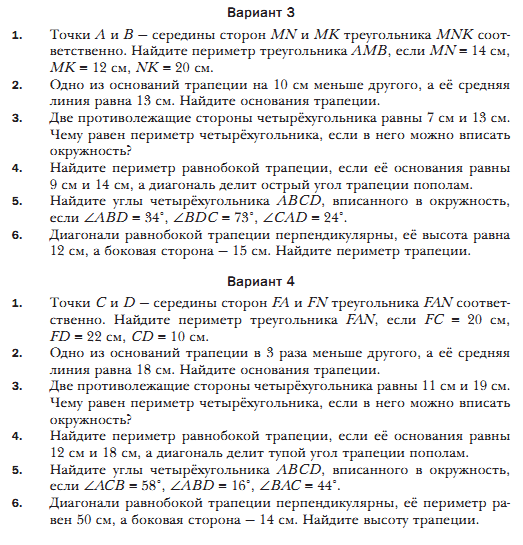 Вариант 3
1. Точки A и B — середины сторон MN и MK треугольника MNK соот-
ветственно. Найдите периметр треугольника AMB, если MN = 14 см,
MK = 12 см, NK = 20 см.
2. Одно из оснований трапеции на 10 см меньше другого, а её средняя
линия равна 13 см. Найдите основания трапеции.
3. Две противолежащие стороны четырёхугольника равны 7 см и 13 см.
Чему равен периметр четырёхугольника, если в него можно вписать
окружность?
4. Найдите периметр равнобокой трапеции, если её основания равны
9 см и 14 см, а диагональ делит острый угол трапеции пополам.
5. Найдите углы четырёхугольника ABCD, вписанного в окружность,
если ∠ABD = 34°, ∠BDC = 73°, ∠CAD = 24°.
6. Диагонали равнобокой трапеции перпендикулярны, её высота равна
12 см, а боковая сторона — 15 см. Найдите периметр трапеции.
Вариант 4
1. Точки C и D — середины сторон FA и FN треугольника FAN соответ-
ственно. Найдите периметр треугольника FAN, если FC = 20 см,
FD = 22 см, CD = 10 см.
2. Одно из оснований трапеции в 3 раза меньше другого, а её средняя
линия равна 18 см. Найдите основания трапеции.
3. Две противолежащие стороны четырёхугольника равны 11 см и 19 см.
Чему равен периметр четырёхугольника, если в него можно вписать
окружность?
4. Найдите периметр равнобокой трапеции, если её основания равны
12 см и 18 см, а диагональ делит тупой угол трапеции пополам.
5. Найдите углы четырёхугольника ABCD, вписанного в окружность,
если ∠ACB = 58°, ∠ABD = 16°, ∠BAC = 44°.
6. Диагонали равнобокой трапеции перпендикулярны, её периметр ра-
вен 50 см, а боковая сторона — 14 см. Найдите высоту трапеции.